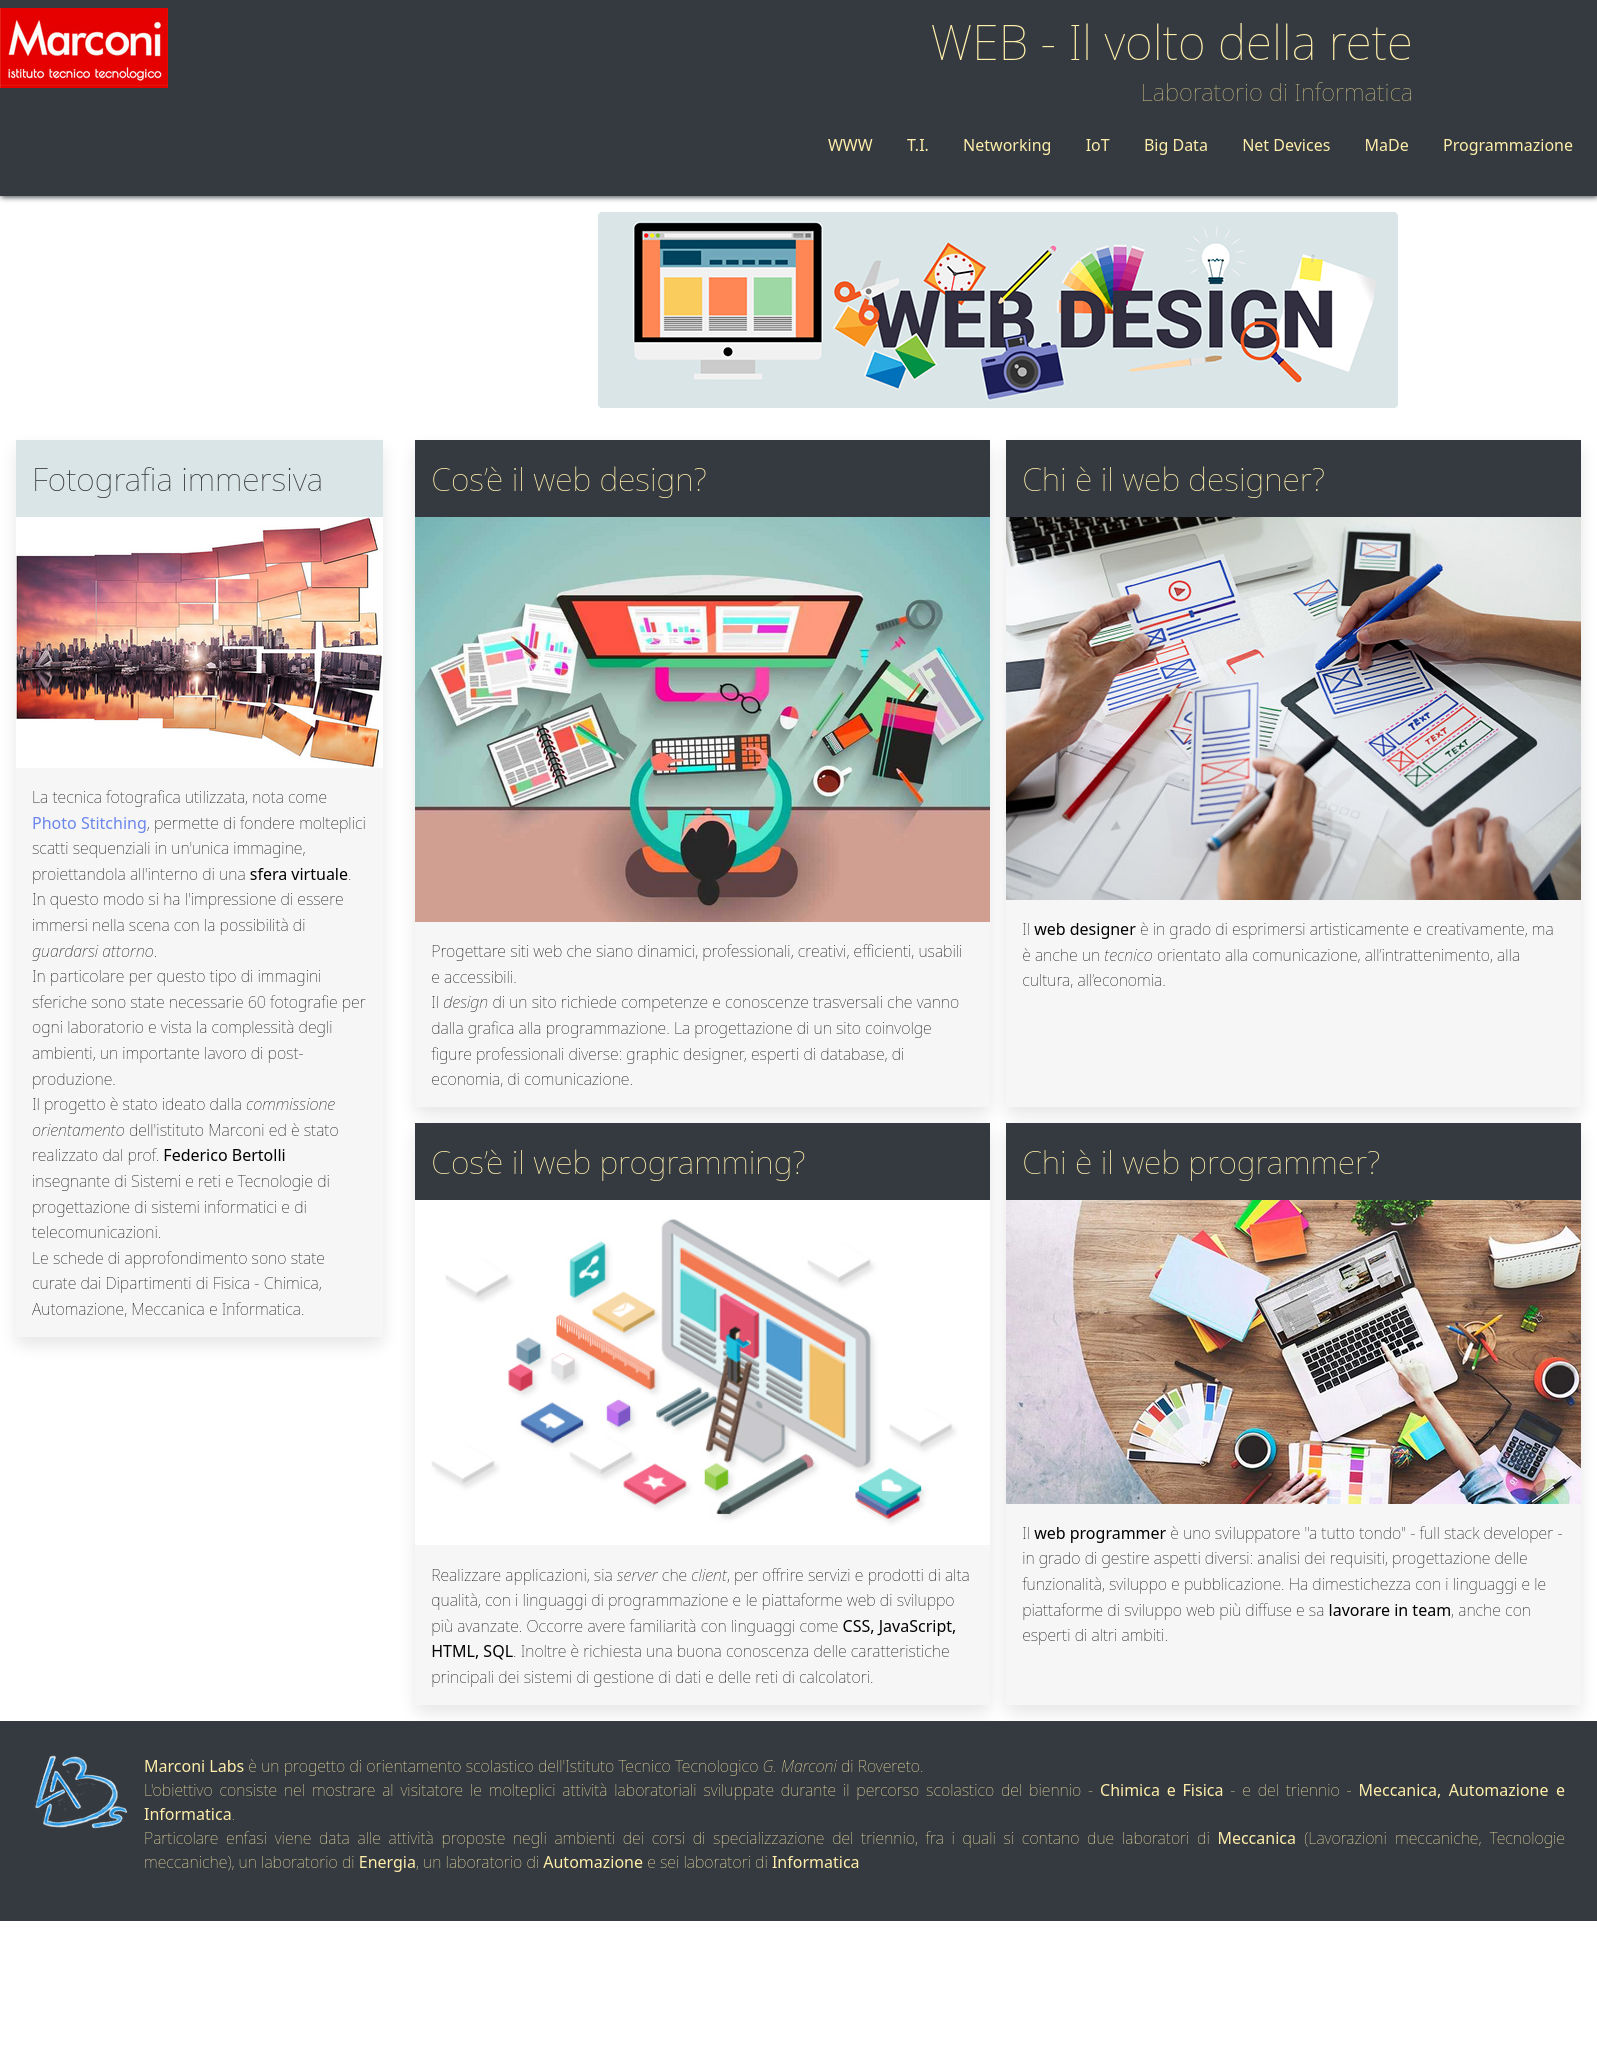 Marconi
istituto tecnico tecnologico
WEB - Il volto della rete
Laboratorio di Informatica
WWW T.I. Networking IoT Big Data Net Devices MaDe Programmazione
WEB DESIGN
Fotografia immersiva
La tecnica fotografica utilizzata, nota come
Photo Stitching, permette di fondere molteplici
scatti sequenziali in un'unica immagine,
proiettandola all'interno di una sfera virtuale.
In questo modo si ha l'impressione di essere
immersi nella scena con la possibilità di
guardarsi attorno.
In particolare per questo tipo di immagini
sferiche sono state necessarie 60 fotografie per
ogni laboratorio e vista la complessità degli
ambienti, un importante lavoro di post-
produzione.
Il progetto è stato ideato dalla commissione
orientamento dell'istituto Marconi ed è stato
realizzato dal prof. Federico Bertolli
insegnante di Sistemi e reti e Tecnologie di
progettazione di sistemi informatici e di
telecomunicazioni.
Le schede di approfondimento sono state
curate dai Dipartimenti di Fisica - Chimica,
Automazione, Meccanica e Informatica.
Cos'è il web design?
Progettare siti web che siano dinamici, professionali, creativi, efficienti, usabili
e accessibili.
Il design di un sito richiede competenze e conoscenze trasversali che vanno
dalla grafica alla programmazione. La progettazione di un sito coinvolge
figure professionali diverse: graphic designer, esperti di database, di
economia, di comunicazione.
Chi è il web designer?
TEXT
TEXT
TEXT
Il web designer è in grado di esprimersi artisticamente e creativamente, ma
è anche un tecnico orientato alla comunicazione, all'intrattenimento, alla
cultura, all'economia.
Cos'è il web programming?
Realizzare applicazioni, sia server che client, per offrire servizi e prodotti di alta
qualità, con i linguaggi di programmazione e le piattaforme web di sviluppo
più avanzate. Occorre avere familiarità con linguaggi come CSS, JavaScript,
HTML, SQL. Inoltre è richiesta una buona conoscenza delle caratteristiche
principali dei sistemi di gestione di dati e delle reti di calcolatori.
Chi è il web programmer?
Il web programmer è uno sviluppatore "a tutto tondo" - full stack developer -
in grado di gestire aspetti diversi: analisi dei requisiti, progettazione delle
funzionalità, sviluppo e pubblicazione. Ha dimestichezza con i linguaggi e le
piattaforme di sviluppo web più diffuse e sa lavorare in team, anche con
esperti di altri ambiti.
Marconi Labs è un progetto di orientamento scolastico dell'Istituto Tecnico Tecnologico G. Marconi di Rovereto.
L'obiettivo consiste nel mostrare al visitatore le molteplici attività laboratoriali sviluppate durante il percorso scolastico del biennio - Chimica e Fisica - e del triennio - Meccanica, Automazione e
Informatica.
Particolare enfasi viene data alle attività proposte negli ambienti dei corsi di specializzazione del triennio, fra i quali si contano due laboratori di Meccanica (Lavorazioni meccaniche, Tecnologie
meccaniche), un laboratorio di Energia, un laboratorio di Automazione e sei laboratori di Informatica